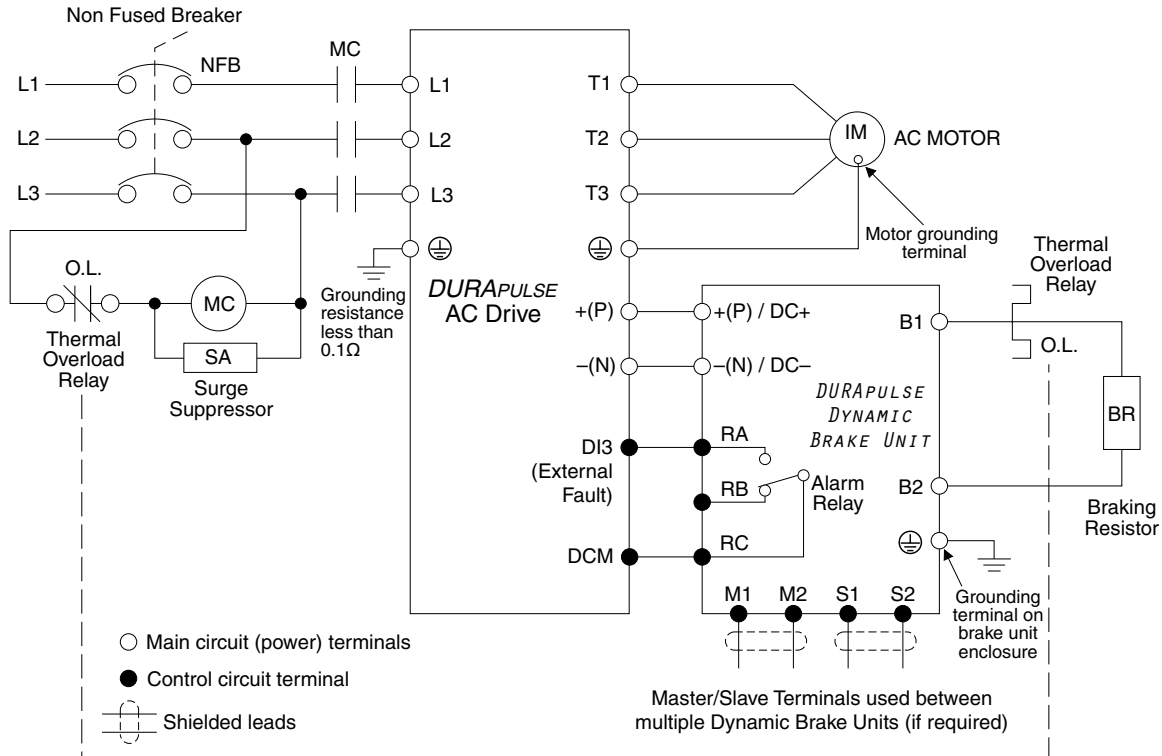 Non Fused Breaker
NFB
MC
L1
L2
L3
L1
L2
L3
T1
T2
T3
IM
AC MOTOR
Motor grounding
terminal
O.L.
MC
SA
Thermal
Overload
Relay
Surge
Suppressor
Grounding
resistance
less than
0.1Ω
DURAPULSE
AC Drive
+(P)
–(N)
DI3
(External
Fault)
DCM
+(P) / DC+
–(N) / DC–
DURAPULSE
DYNAMIC
BRAKE UNIT
RA
RB
RC
Alarm
Relay
B1
B2
Thermal
Overload
Relay
O.L.
BR
Braking
Resistor
M1
M2
S1
S2
Grounding
terminal on
brake unit
enclosure
Main circuit (power) terminals
Control circuit terminal
Shielded leads
Master/Slave Terminals used between
multiple Dynamic Brake Units (if required)